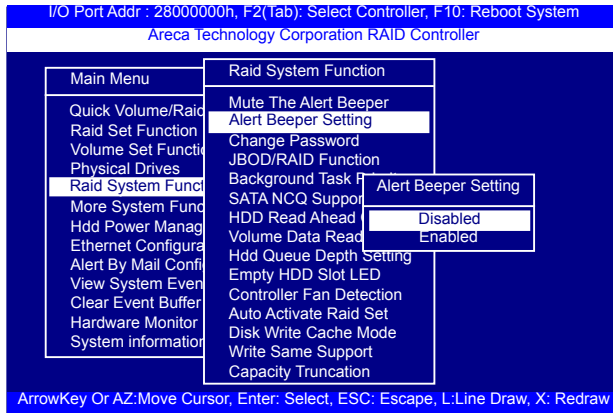 I/O Port Addr : 28000000h, F2(Tab): Select Controller, F10: Reboot System
Areca Technology Corporation RAID Controller
Main Menu
Quick Volume/Raid
Raid Set Function
Volume Set Functi
Physical Drives
Raid System Funct
More System Func
Hdd Power Manag
Ethernet Configura
Alert By Mail Confi
View System Even
Clear Event Buffer
Hardware Monitor
System information
Raid System Function
Mute The Alert Beeper
Alert Beeper Setting
Change Password
JBOD/RAID Function
Background Task
SATA NCQ Suppor
HDD Read Ahead
Volume Data Read
Hdd Queue Depth Setting
Empty HDD Slot LED
Controller Fan Detection
Auto Activate Raid Set
Disk Write Cache Mode
Write Same Support
Capacity Truncation
Alert Beeper Setting
Disabled
Enabled
ArrowKey Or AZ:Move Cursor, Enter: Select, ESC: Escape, L:Line Draw, X: Redraw